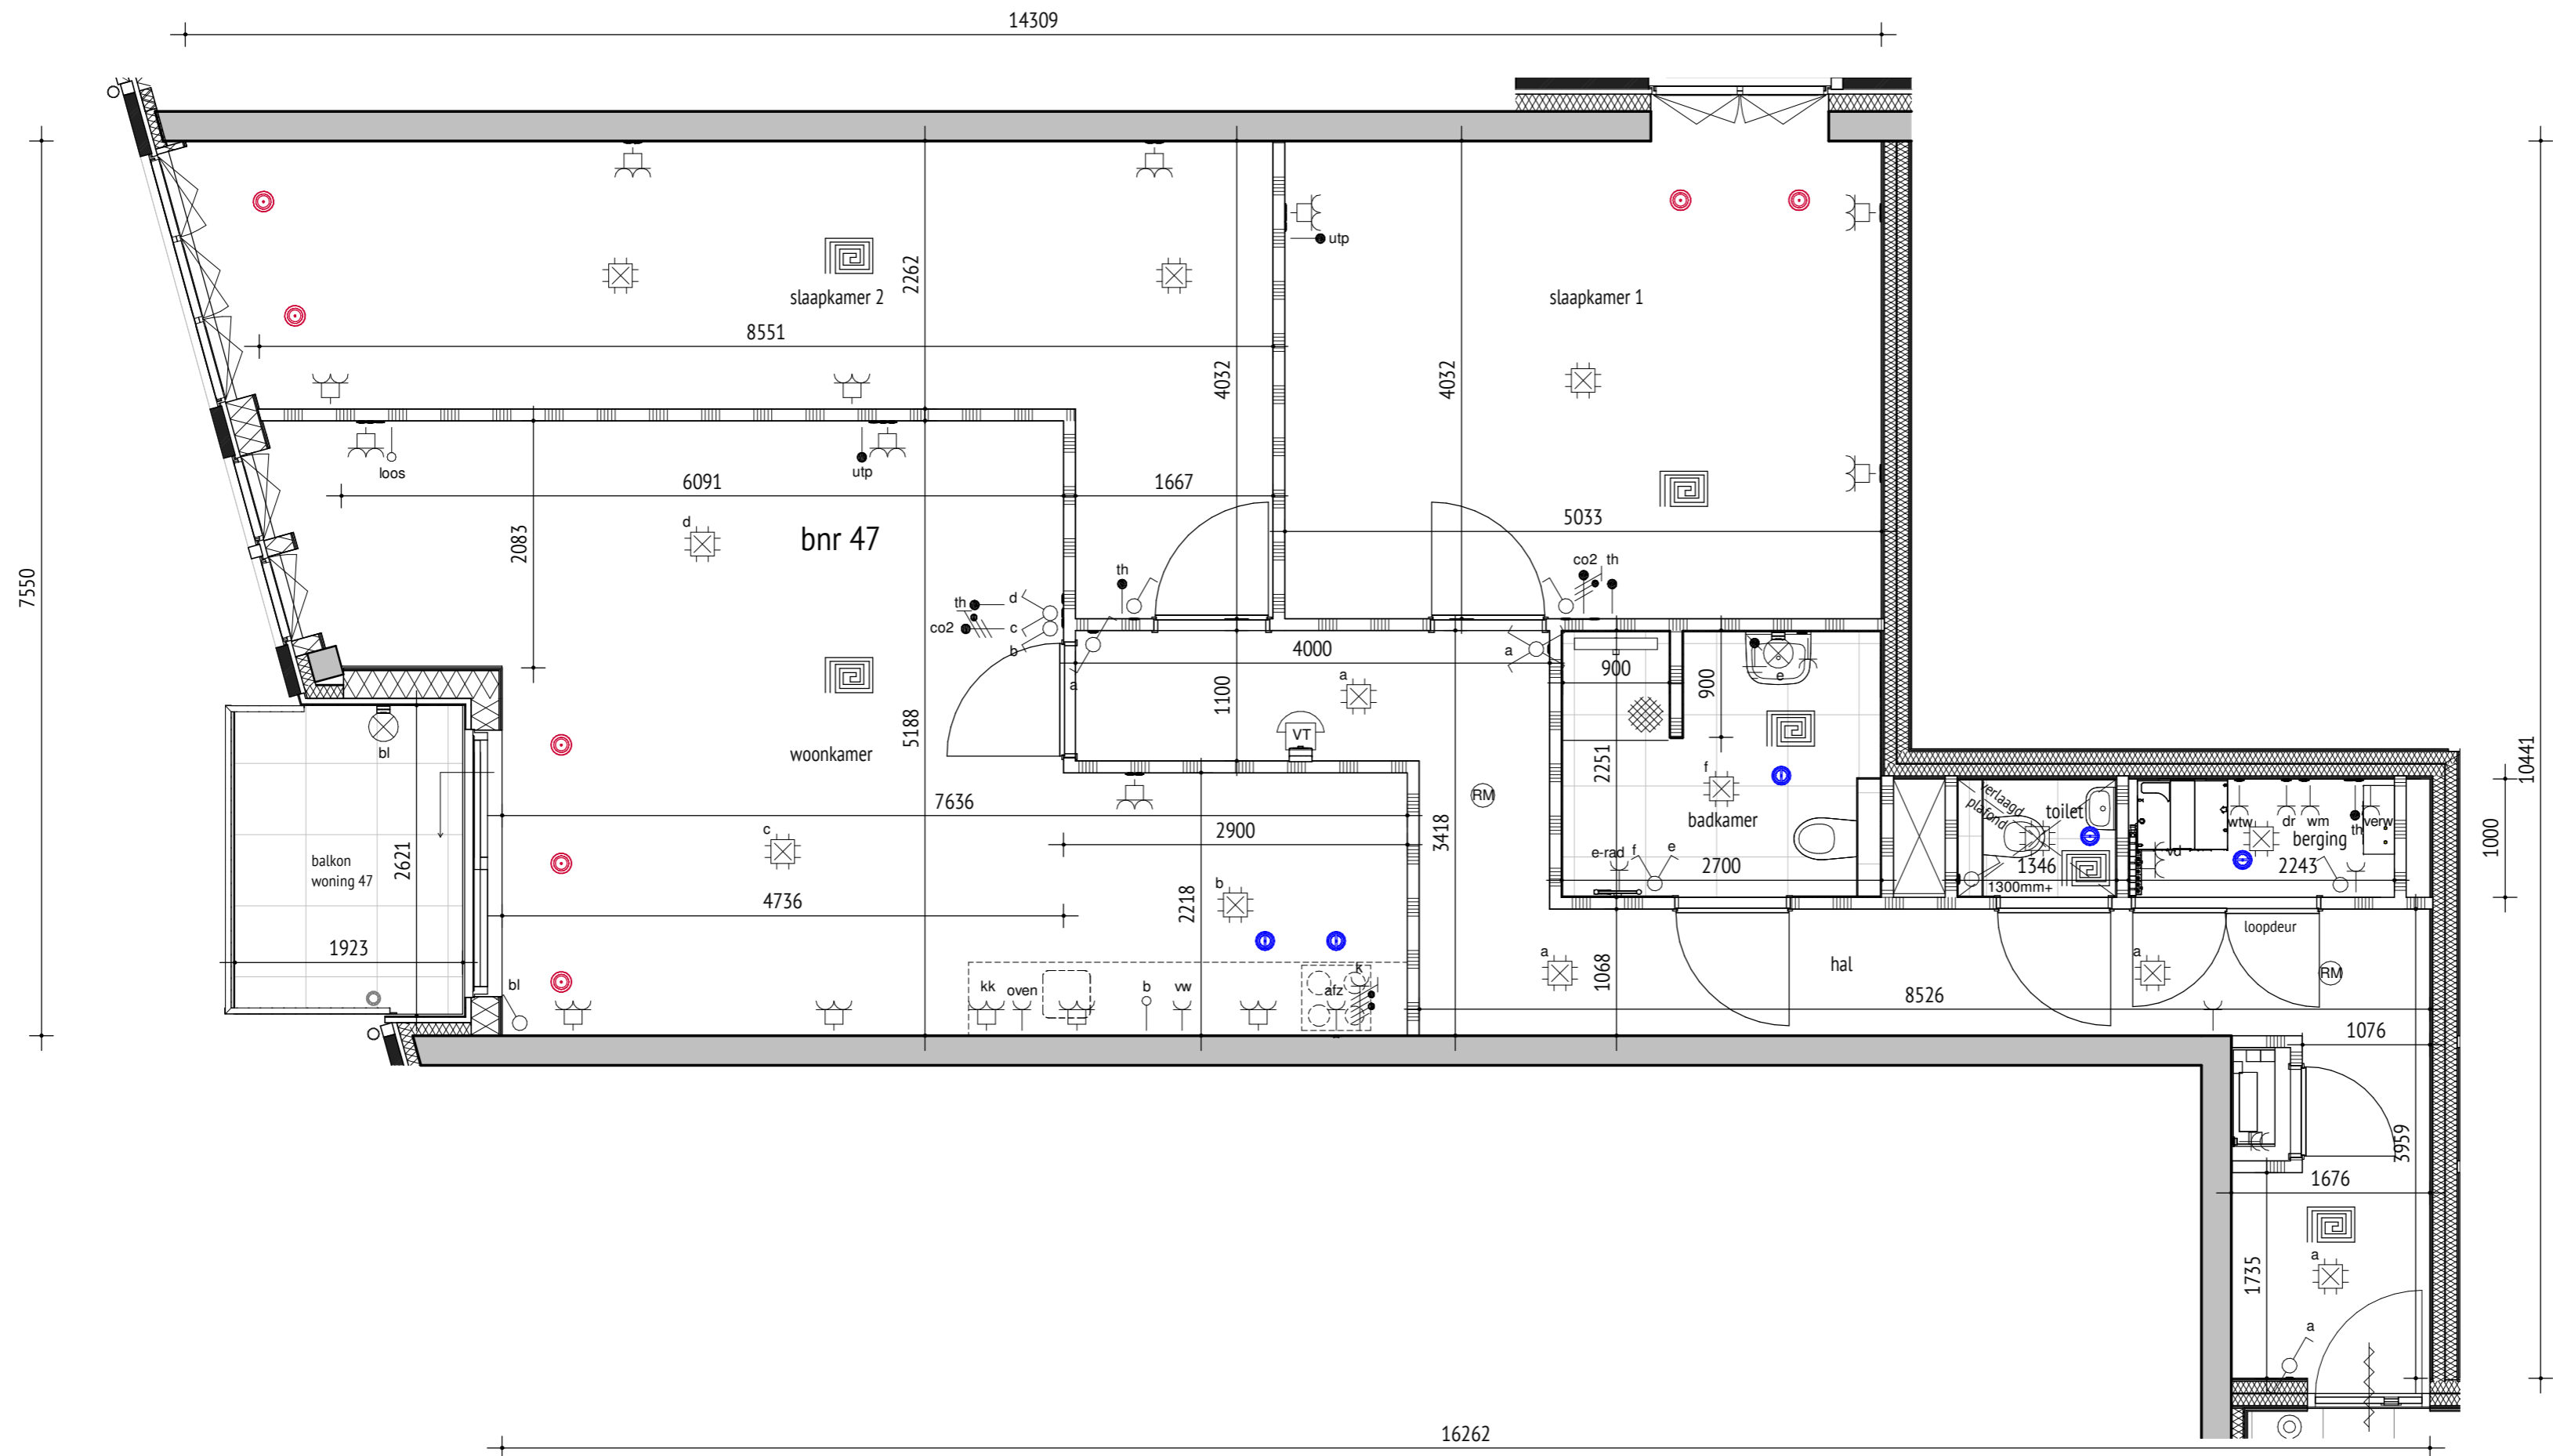 14309
utp
slaapkamer 2
2262
slaapkamer 1
8551
4032
4032
loos
utp
6091
1667
5033
d
bnr 47
2083
7550
th
co2 th
th
d
co2
c
b
4000
a
a
900
a
1100
900
e
VT
5188
woonkamer
bl
2251
f
10441
7636
RM
badkamer
verlaagd
plafond
toilet
wtw
dr
wm
th
verw
berging
1000
c
2900
3418
balkon
woning 47
2621
e-rad
f
e
2700
1346
1300mm+
vd
2243
b
4736
2218
loopdeur
1923
a
1068
hal
a
RM
bl
kk
oven
b
vw
afz
k
8526
1076
3959
1676
1735
a
a
16262